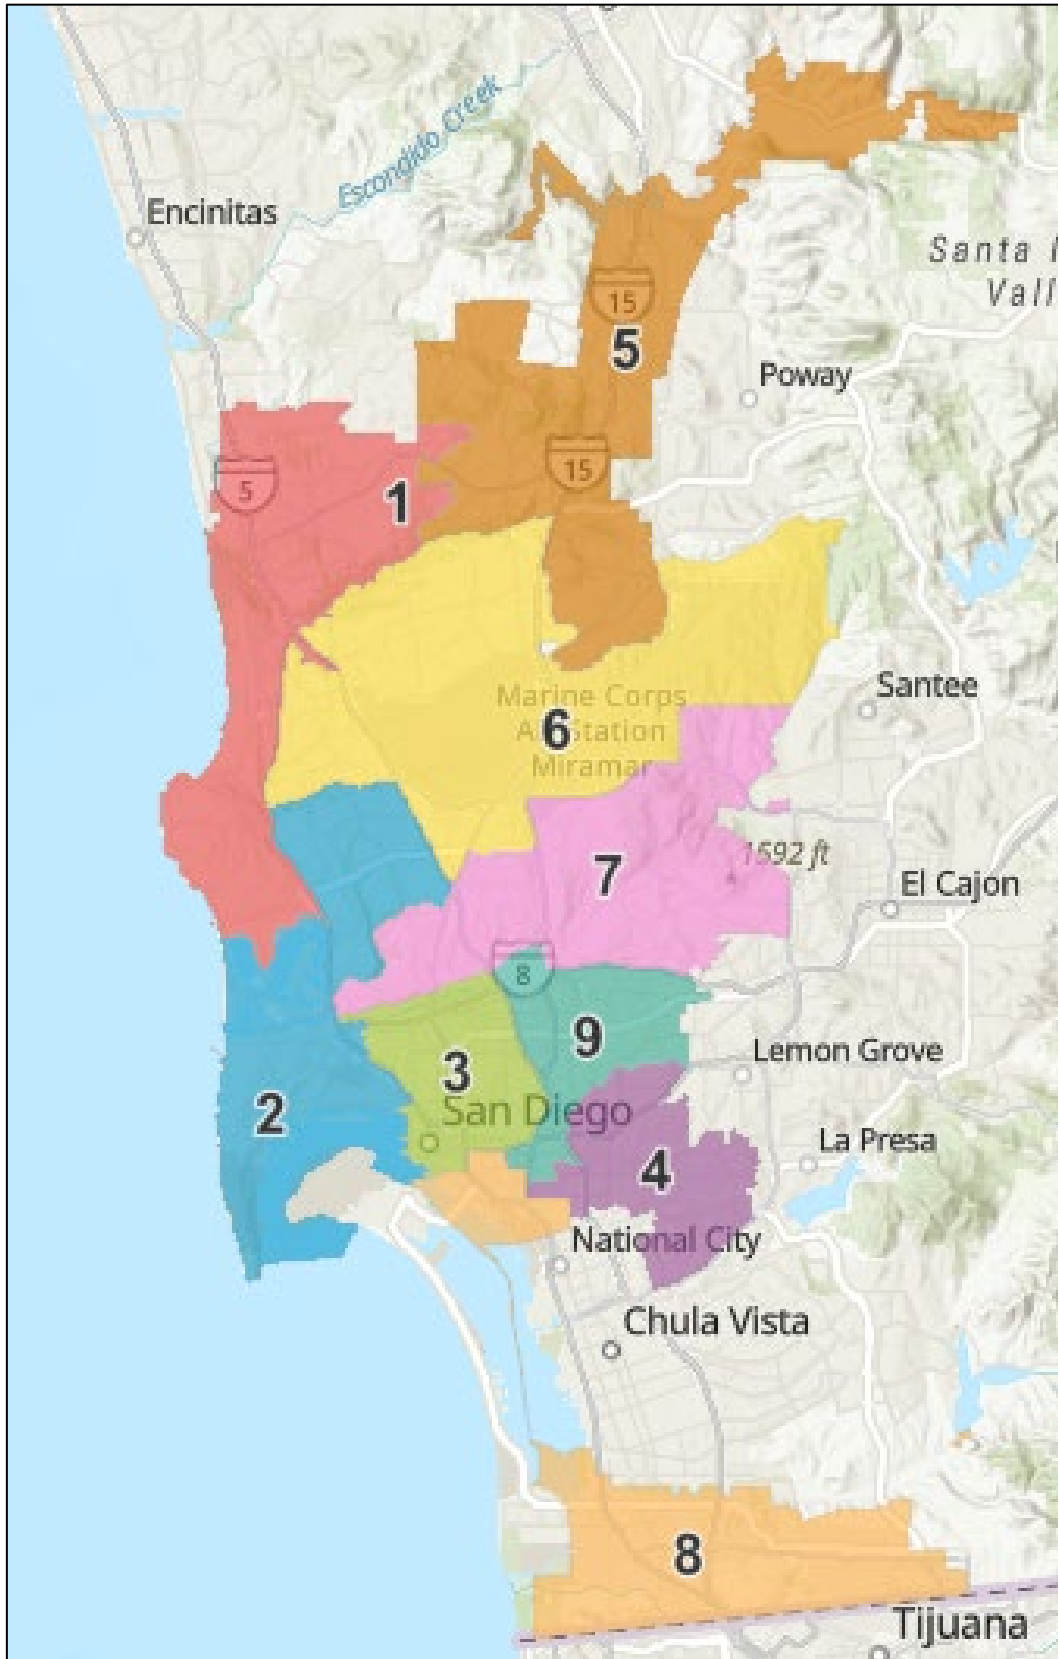 Escondido Creek
Encinitas
Santa
Vall
15
5
Poway
15
5
1
Santee
Marine Corps
Air Station
Miramar
6
1592 ft
7
El Cajon
8
9
Lemon Grove
3
2
San Diego
La Presa
4
National City
Chula Vista
8
Tijuana